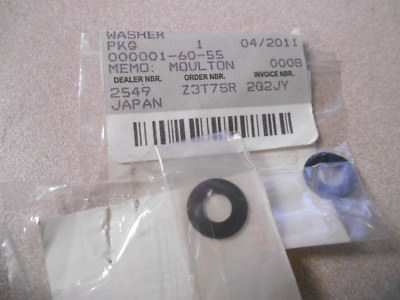 WASHER
PKG 1 04/2011
000001-60-55
MEMO: MOULTON 0008
DEALER NBR. ORDER NBR. INVOICE NBR.
2549 Z3T7SR 2G2JY
JAPAN